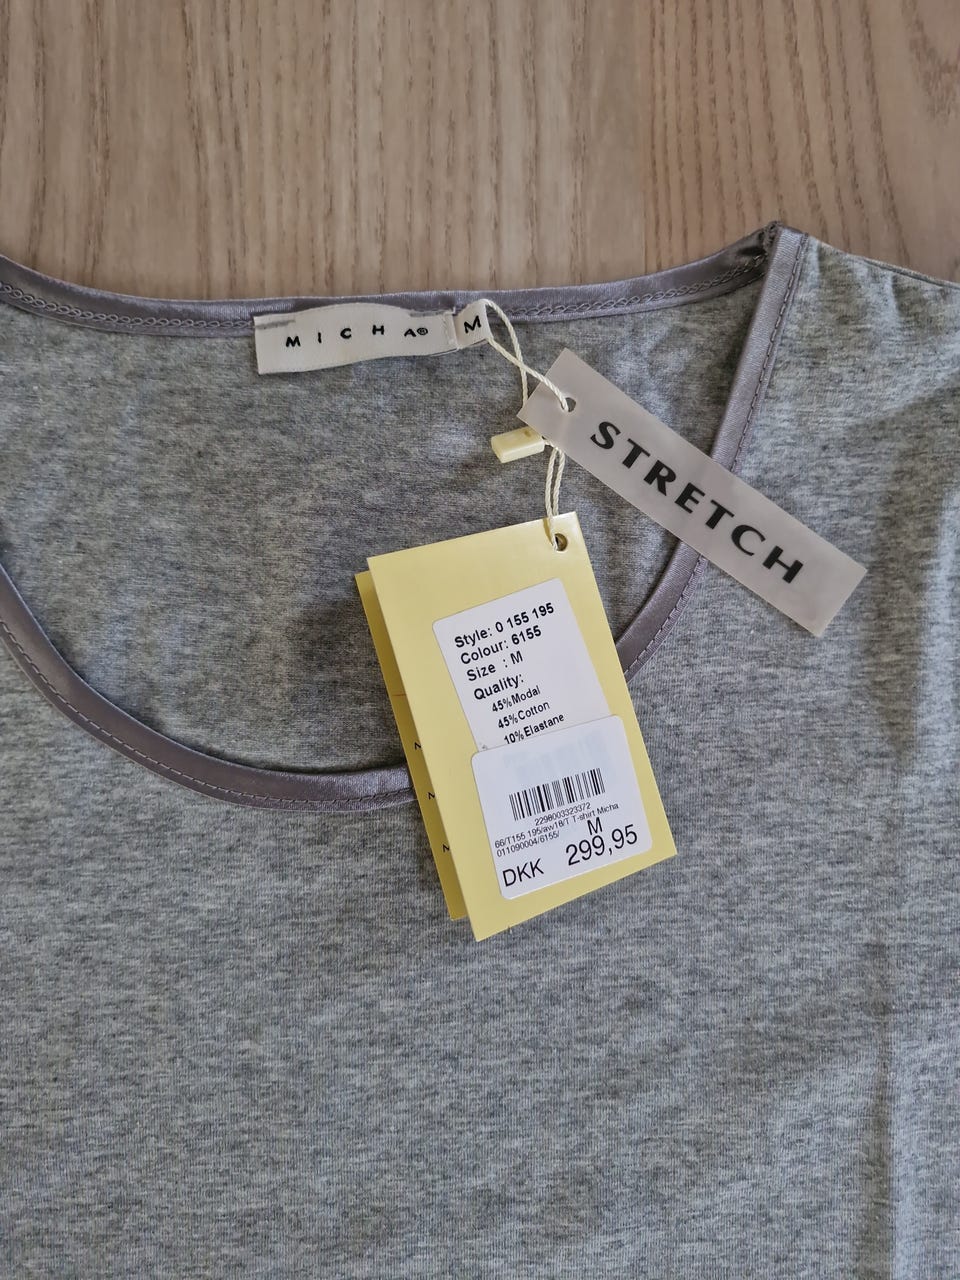 MICHA®
M
STRETCH
Style: 0 155 195
Colour: 6155
Size : M
Quality:
45%Modal
45%Cotton
10%Elastane
2298003323372
66/T155 195/aw18/T T-shirt Micha
011090004/6155/
M
DKK 299,95